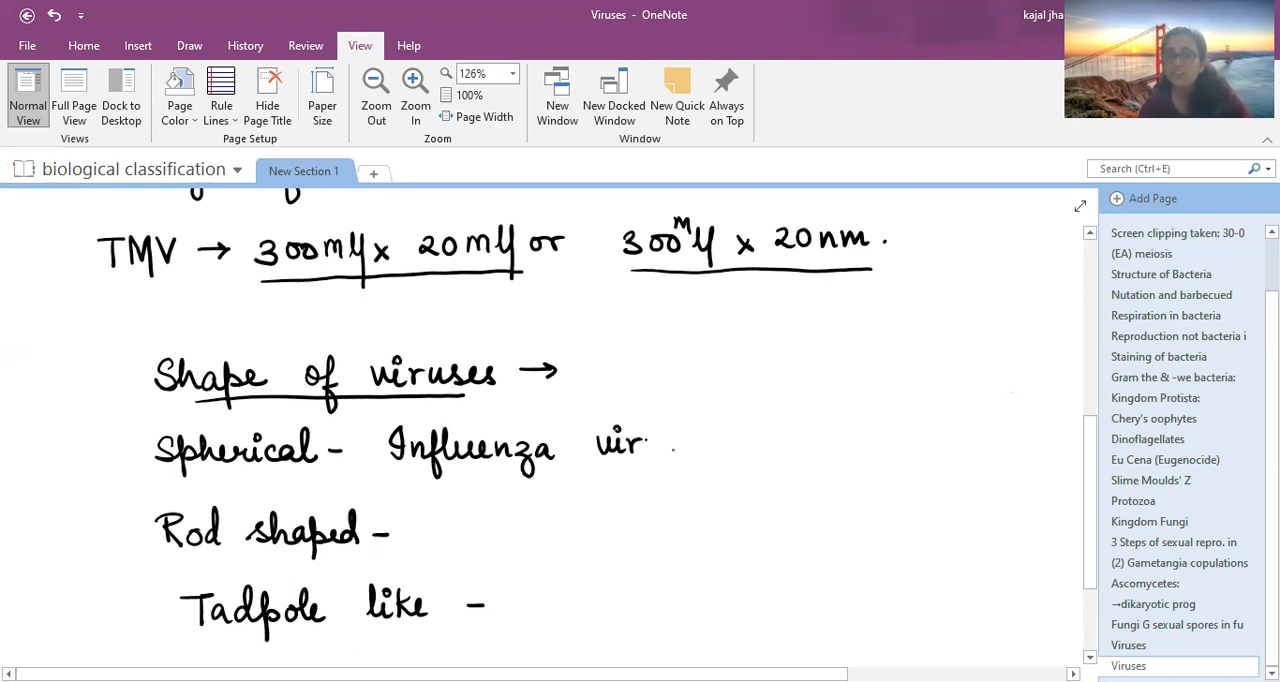 Viruses - OneNote
kajal jha
File Home Insert Draw History Review View Help
Normal View
Full Page View
Dock to Desktop
Views
Page Color
Rule Lines
Hide Page Title
Paper Size
Page Setup
Zoom Out
Zoom In
126%
100%
Page Width
Zoom
New Window
New Docked Window
New Quick Note
Always on Top
Window
biological classification
New Section 1
+
Search (Ctrl+E)
TMV → 300mμ x 20mμ or 300mμ x 20nm.
Shape of viruses →
Spherical - Influenza vir
Rod shaped -
Tadpole like -
Add Page
Screen clipping taken: 30-0
(EA) meiosis
Structure of Bacteria
Nutation and barbecued
Respiration in bacteria
Reproduction not bacteria i
Staining of bacteria
Gram the & -we bacteria:
Kingdom Protista:
Chery's oophytes
Dinoflagellates
Eu Cena (Eugenocide)
Slime Moulds' Z
Protozoa
Kingdom Fungi
3 Steps of sexual repro. in
(2) Gametangia copulations
Ascomycetes:
→dikaryotic prog
Fungi G sexual spores in fu
Viruses
Viruses